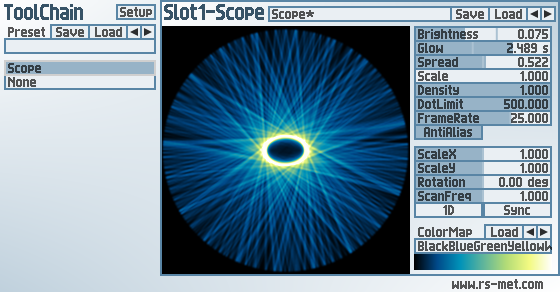 ToolChain Setup
Preset Save Load
Scope
None
Slot1-Scope Scope* Save Load
Brightness 0.075
Glow 2.489 s
Spread 0.522
Scale 1.000
Density 1.000
DotLimit 500.000
FrameRate 25.000
AntiAlias
ScaleX 1.000
ScaleY 1.000
Rotation 0.00 deg
ScanFreq 1.000
1D Sync
ColorMap Load
BlackBlueGreenYellowW
www.rs-met.com